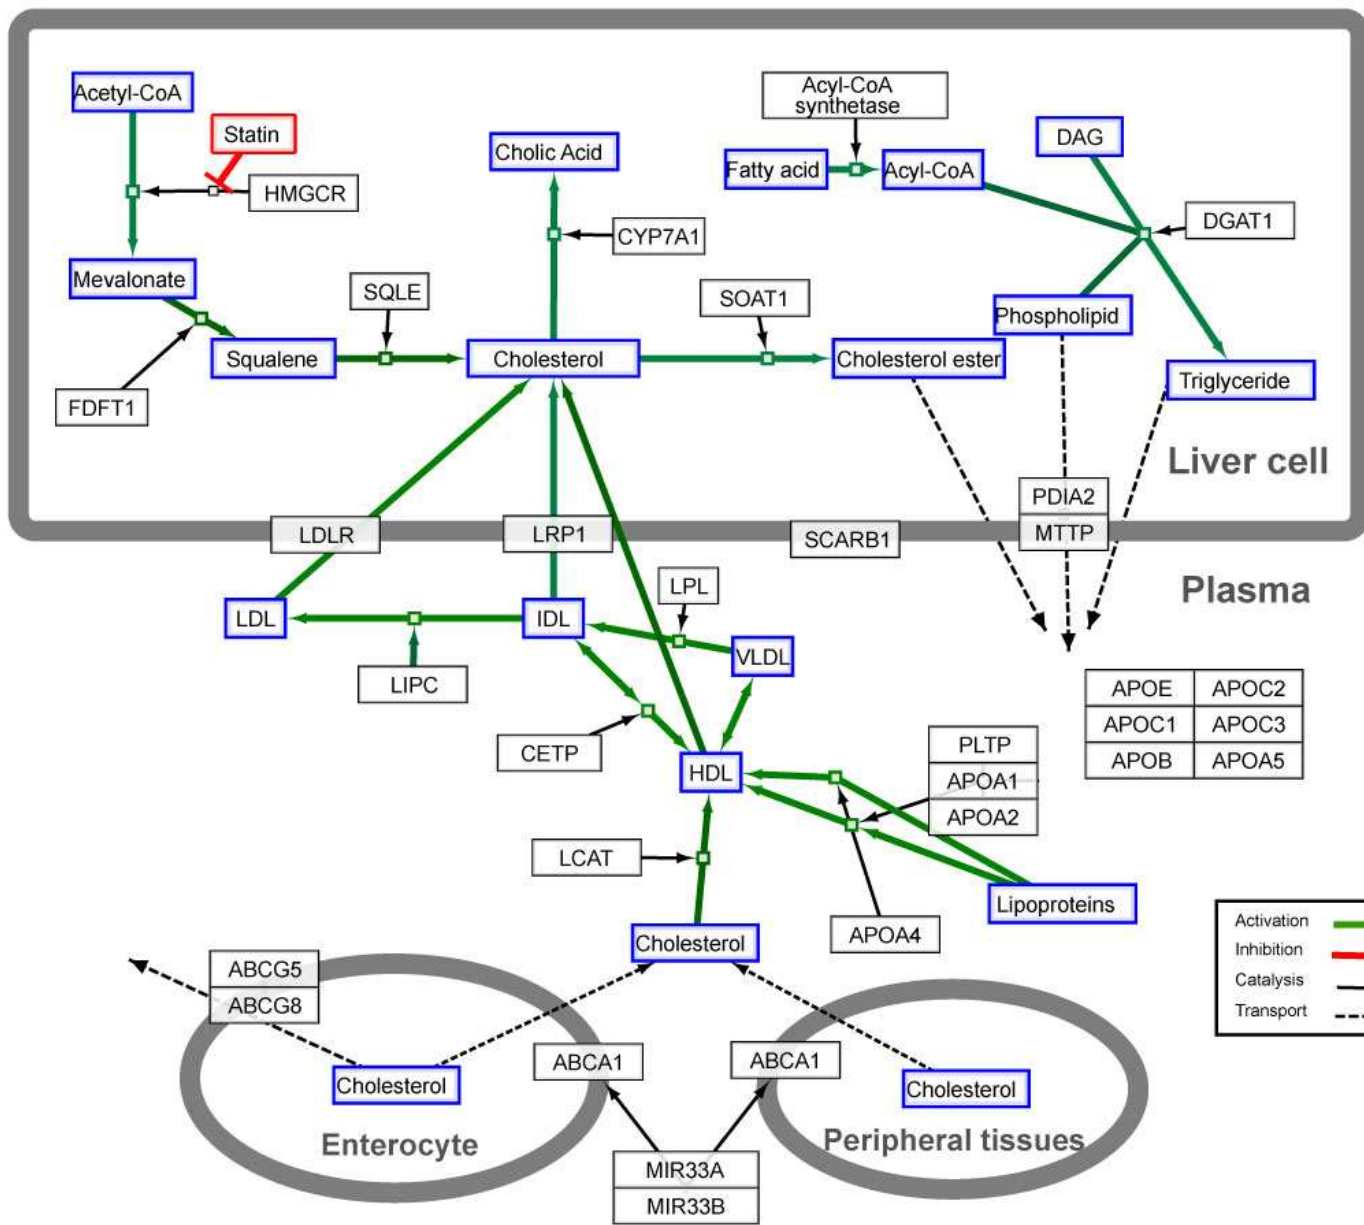 Acetyl-CoA
Statin
HMGCR
Mevalonate
FDFT1
Squalene
SQLE
Cholic Acid
CYP7A1
Cholesterol
SOAT1
Cholesterol ester
Acyl-CoA
synthetase
Fatty acid
Acyl-CoA
DAG
DGAT1
Phospholipid
Triglyceride
Liver cell
PDIA2
MTTP
LDLR
LRP1
SCARB1
Plasma
LDL
IDL
LPL
VLDL
LIPC
CETP
HDL
APOE
APOC2
APOC1
APOC3
APOB
APOA5
PLTP
APOA1
APOA2
LCAT
APOA4
Lipoproteins
Cholesterol
Activation
Inhibition
Catalysis
Transport
ABCG5
ABCG8
Cholesterol
Enterocyte
ABCA1
ABCA1
Cholesterol
Peripheral tissues
MIR33A
MIR33B